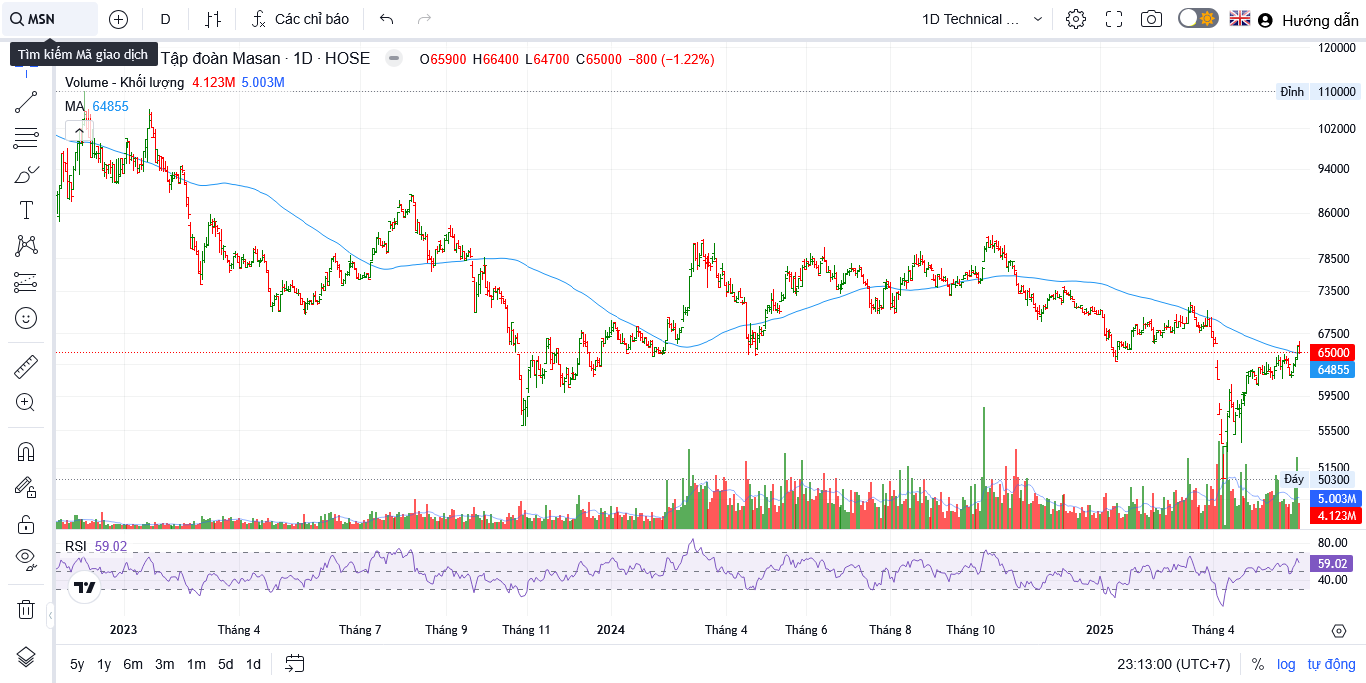 MSN
D
Các chỉ báo
1D Technical ...
Hướng dẫn
Tìm kiếm Mã giao dịch
Tập đoàn Masan · 1D · HOSE
O65900 H66400 L64700 C65000 −800 (−1.22%)
Volume - Khối lượng 4.123M 5.003M
MA 64855
120000
Đỉnh 110000
102000
94000
86000
78500
73500
67500
65000
64855
59500
55500
51500
Đáy 50300
5.003M
4.123M
RSI 59.02
80.00
59.02
40.00
2023 Tháng 4 Tháng 7 Tháng 9 Tháng 11 2024 Tháng 4 Tháng 6 Tháng 8 Tháng 10 2025 Tháng 4
5y 1y 6m 3m 1m 5d 1d
23:13:00 (UTC+7) % log tự động